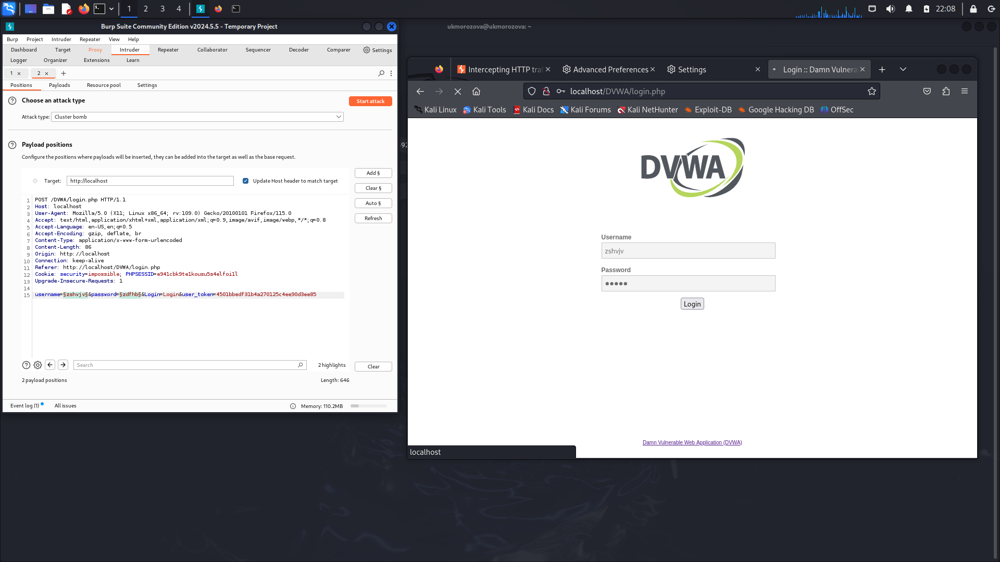 1 2 3 4 22:08
Burp Suite Community Edition v2024.5.5 - Temporary Project
Burp Project Intruder Repeater View Help
Dashboard Target Proxy Intruder Repeater Collaborator Sequencer Decoder Comparer Settings
Logger Organizer Extensions Learn
1 × 2 × +
Positions Payloads Resource pool Settings
Choose an attack type
Start attack
Attack type: Cluster bomb
Payload positions
Configure the positions where payloads will be inserted, they can be added into the target as well as the base request.
Target: http://localhost Update Host header to match target
Add §
Clear §
Auto §
Refresh
1 POST /DVWA/login.php HTTP/1.1
2 Host: localhost
3 User-Agent: Mozilla/5.0 (X11; Linux x86_64; rv:109.0) Gecko/20100101 Firefox/115.0
4 Accept: text/html,application/xhtml+xml,application/xml;q=0.9,image/avif,image/webp,*/*;q=0.8
5 Accept-Language: en-US,en;q=0.5
6 Accept-Encoding: gzip, deflate, br
7 Content-Type: application/x-www-form-urlencoded
8 Content-Length: 86
9 Origin: http://localhost
10 Connection: keep-alive
11 Referer: http://localhost/DVWA/login.php
12 Cookie: security=impossible; PHPSESSID=e941cbk9te1kousu5s4elfoi1l
13 Upgrade-Insecure-Requests: 1
14
15 username=§zshvjv§&password=§zdfhb§&Login=Login&user_token=4501bbedf31b4a270125c4ee90d3ee85
Search
2 highlights
Clear
2 payload positions
Length: 646
Event log (1) All issues
Memory: 110.2MB
ukmorozova@ukmorozova: ~
-92
Intercepting HTTP traf × Advanced Preferences × Settings × Login :: Damn Vulnera ×
localhost/DVWA/login.php
Kali Linux Kali Tools Kali Docs Kali Forums Kali NetHunter Exploit-DB Google Hacking DB OffSec
DVWA
Username
zshvjv
Password
•••••
Login
Damn Vulnerable Web Application (DVWA)
localhost